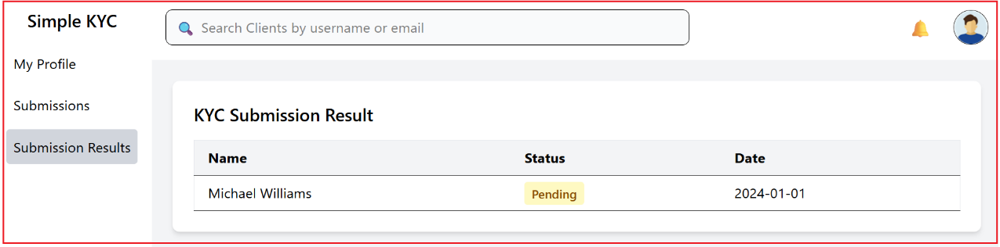 Simple KYC
Search Clients by username or email
My Profile
Submissions
Submission Results
KYC Submission Result
Name Status Date
Michael Williams Pending 2024-01-01